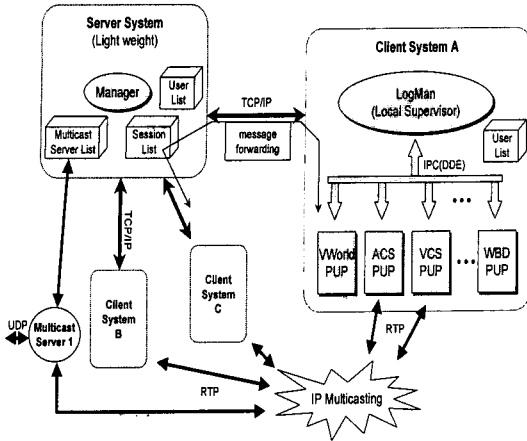 Server System
(Light weight)
Manager
User
List
Multicast
Server List
Session
List
TCP/IP
message
forwarding
Client System A
LogMan
(Local Supervisor)
User
List
IPC(DDE)
VWorld
PUP
ACS
PUP
VCS
PUP
WBD
PUP
TCP/IP
Client
System
B
Client
System
C
UDP
Multicast
Server 1
RTP
RTP
IP Multicasting